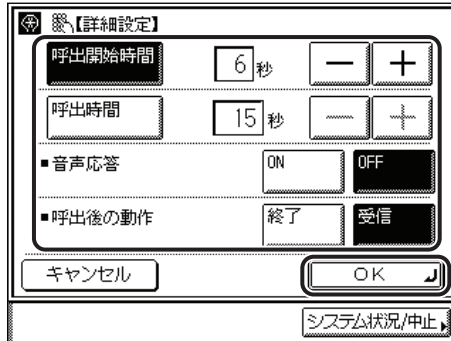 【詳細設定】
呼出開始時間 6 秒 － ＋
呼出時間 15 秒 － ＋
■音声応答 ON OFF
■呼出後の動作 終了 受信
キャンセル OK
システム状況/中止